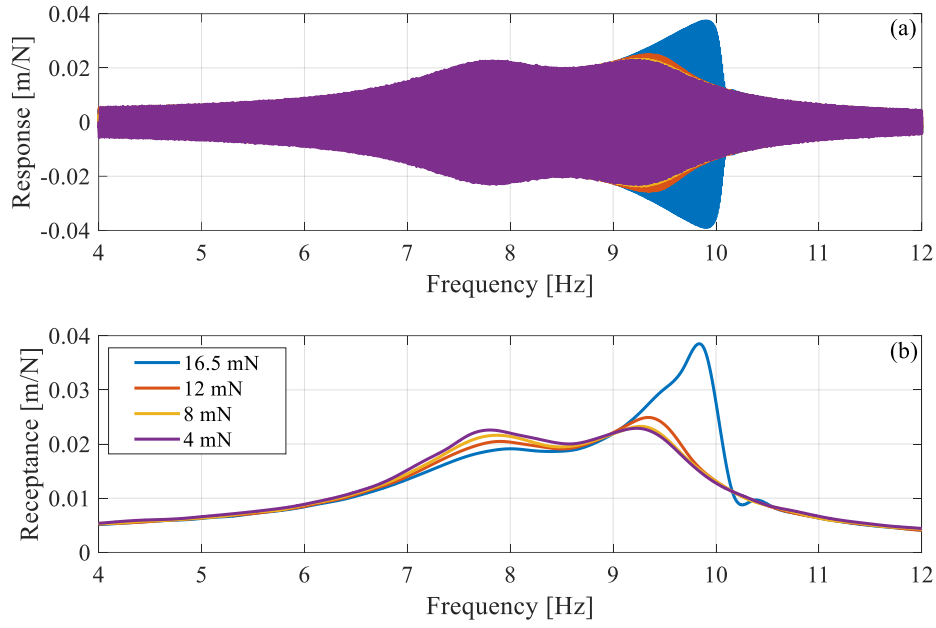 (a)
Response [m/N]
0.04
0.02
0
-0.02
-0.04
4 5 6 7 8 9 10 11 12
Frequency [Hz]
(b)
Receptance [m/N]
0.04
0.03
0.02
0.01
0
16.5 mN
12 mN
8 mN
4 mN
4 5 6 7 8 9 10 11 12
Frequency [Hz]